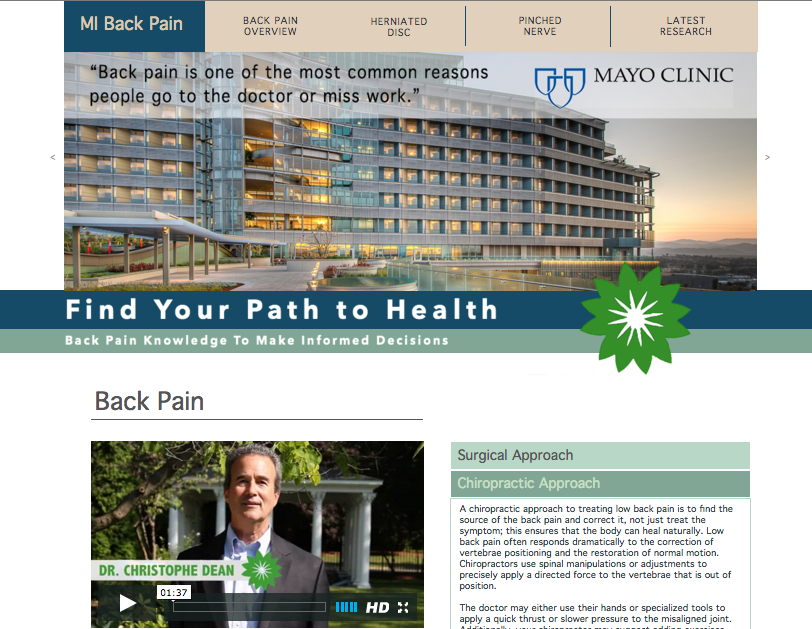 MI Back Pain
BACK PAIN
OVERVIEW
HERNIATED
DISC
PINCHED
NERVE
LATEST
RESEARCH
“Back pain is one of the most common reasons
people go to the doctor or miss work.”
MAYO CLINIC
<
>
Find Your Path to Health
Back Pain Knowledge To Make Informed Decisions
Back Pain
DR. CHRISTOPHE DEAN
01:37
HD
Surgical Approach
Chiropractic Approach
A chiropractic approach to treating low back pain is to find the
source of the back pain and correct it, not just treat the
symptom; this ensures that the body can heal naturally. Low
back pain often responds dramatically to the correction of
vertebrae positioning and the restoration of normal motion.
Chiropractors use spinal manipulations or adjustments to
precisely apply a directed force to the vertebrae that is out of
position.
The doctor may either use their hands or specialized tools to
apply a quick thrust or slower pressure to the misaligned joint.
Additionally, your chiropractor may suggest adding exercises